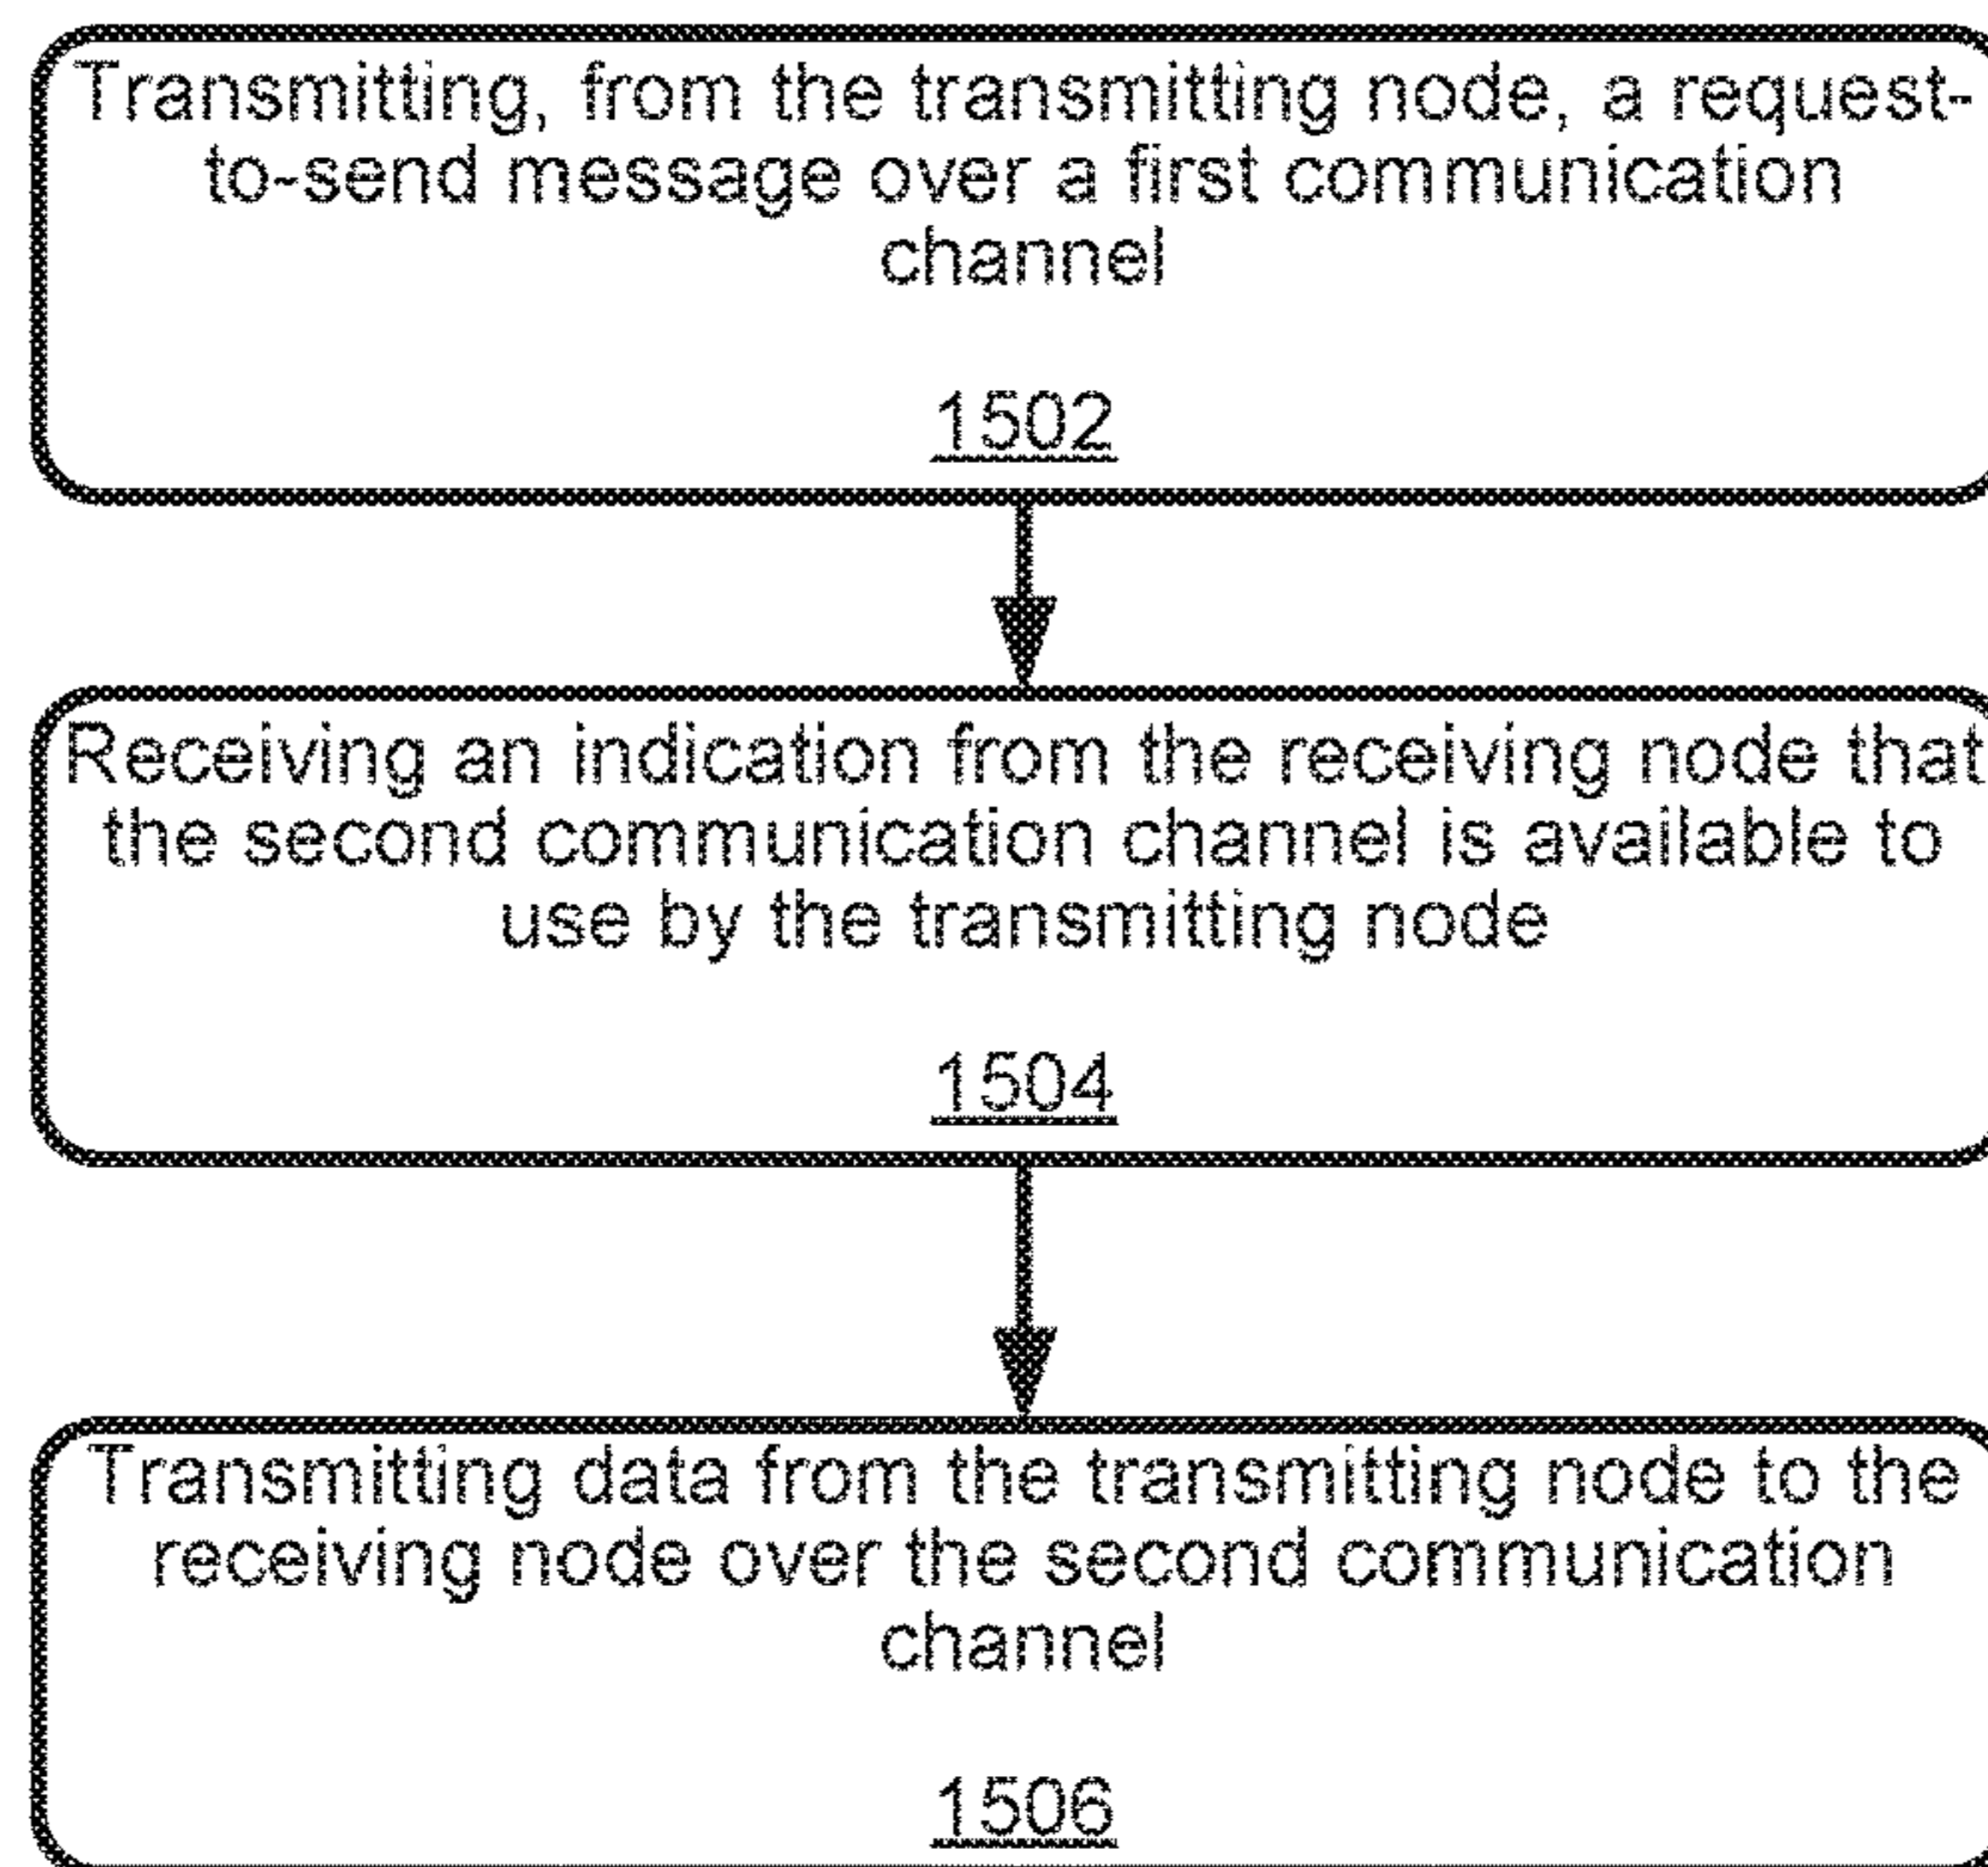 Transmitting, from the transmitting node, a request-
to-send message over a first communication
channel
1502
Receiving an indication from the receiving node that
the second communication channel is available to
use by the transmitting node
1504
Transmitting data from the transmitting node to the
receiving node over the second communication
channel
1506